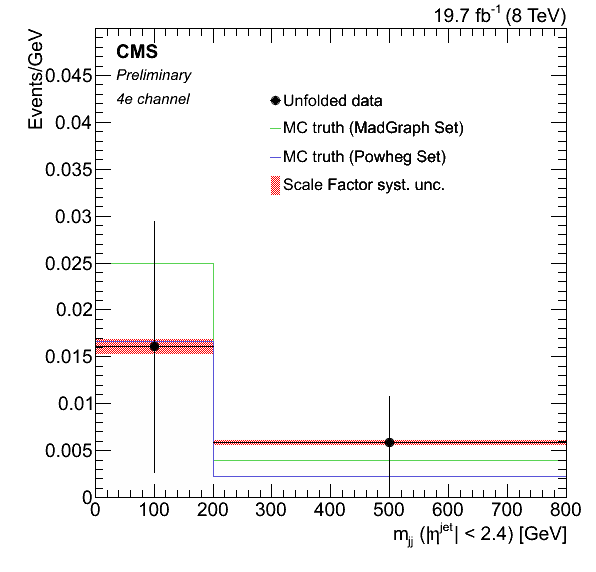 19.7 fb⁻¹ (8 TeV)
Events/GeV
CMS
Preliminary
4e channel
Unfolded data
MC truth (MadGraph Set)
MC truth (Powheg Set)
Scale Factor syst. unc.
0.045
0.04
0.035
0.03
0.025
0.02
0.015
0.01
0.005
0
0 100 200 300 400 500 600 700 800
m_jj (|η^jet| < 2.4) [GeV]